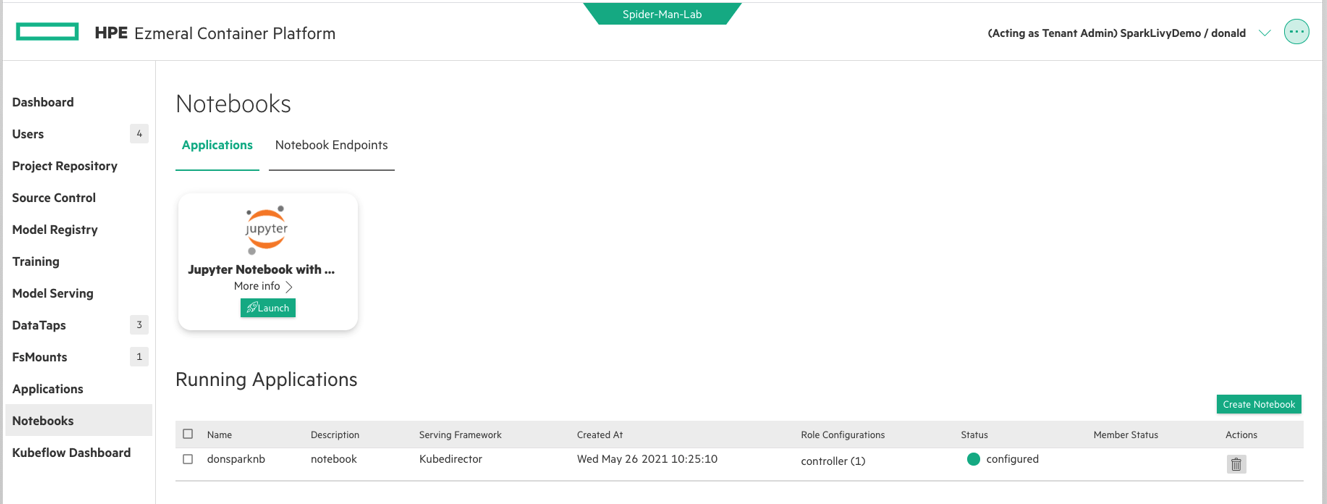 Spider-Man-Lab
HPE Ezmeral Container Platform
(Acting as Tenant Admin) SparkLivyDemo / donald
Dashboard
Users 4
Project Repository
Source Control
Model Registry
Training
Model Serving
DataTaps 3
FsMounts 1
Applications
Notebooks
Kubeflow Dashboard
Notebooks
Applications Notebook Endpoints
jupyter
Jupyter Notebook with ...
More info
Launch
Running Applications
Create Notebook
Name Description Serving Framework Created At Role Configurations Status Member Status Actions
donsparknb notebook Kubedirector Wed May 26 2021 10:25:10 controller (1) configured